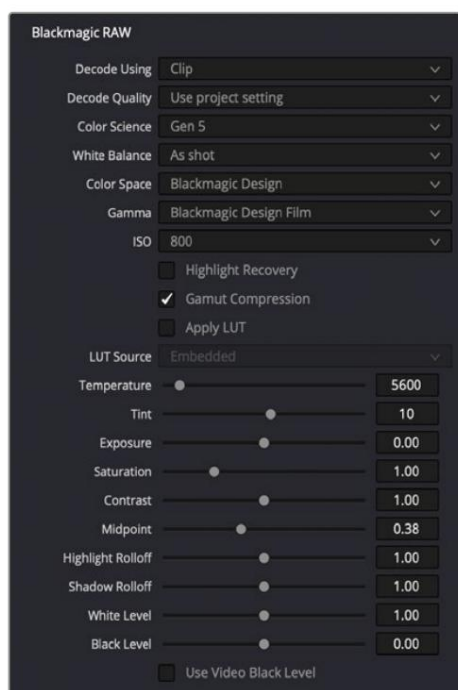 Blackmagic RAW
Decode Using Clip
Decode Quality Use project setting
Color Science Gen 5
White Balance As shot
Color Space Blackmagic Design
Gamma Blackmagic Design Film
ISO 800
Highlight Recovery
Gamut Compression
Apply LUT
LUT Source Embedded
Temperature 5600
Tint 10
Exposure 0.00
Saturation 1.00
Contrast 1.00
Midpoint 0.38
Highlight Rolloff 1.00
Shadow Rolloff 1.00
White Level 1.00
Black Level 0.00
Use Video Black Level